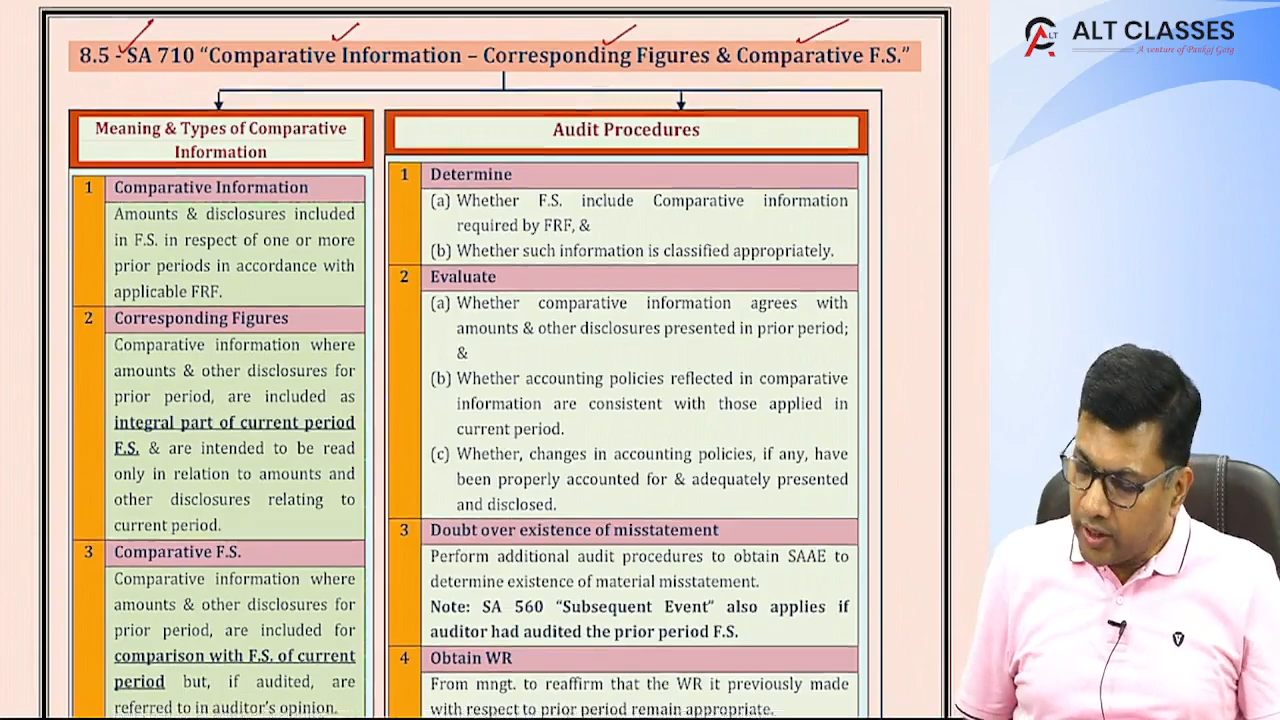 8.5 - SA 710 “Comparative Information – Corresponding Figures & Comparative F.S.”
Meaning & Types of Comparative
Information
1 Comparative Information
Amounts & disclosures included
in F.S. in respect of one or more
prior periods in accordance with
applicable FRF.
2 Corresponding Figures
Comparative information where
amounts & other disclosures for
prior period, are included as
integral part of current period
F.S. & are intended to be read
only in relation to amounts and
other disclosures relating to
current period.
3 Comparative F.S.
Comparative information where
amounts & other disclosures for
prior period, are included for
comparison with F.S. of current
period but, if audited, are
referred to in auditor’s opinion.
Audit Procedures
1 Determine
(a) Whether F.S. include Comparative information
required by FRF, &
(b) Whether such information is classified appropriately.
2 Evaluate
(a) Whether comparative information agrees with
amounts & other disclosures presented in prior period;
&
(b) Whether accounting policies reflected in comparative
information are consistent with those applied in
current period.
(c) Whether, changes in accounting policies, if any, have
been properly accounted for & adequately presented
and disclosed.
3 Doubt over existence of misstatement
Perform additional audit procedures to obtain SAAE to
determine existence of material misstatement.
Note: SA 560 “Subsequent Event” also applies if
auditor had audited the prior period F.S.
4 Obtain WR
From mngt. to reaffirm that the WR it previously made
with respect to prior period remain appropriate.
ALT
ALT CLASSES
A venture of Pankaj Garg